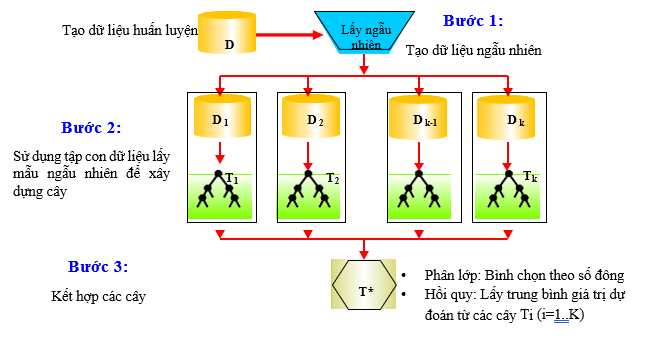 Tạo dữ liệu huấn luyện
D
Lấy ngẫu
nhiên
Bước 1:
Tạo dữ liệu ngẫu nhiên
Bước 2:
Sử dụng tập con dữ liệu lấy
mẫu ngẫu nhiên để xây
dựng cây
D1
D2
Dk-1
Dk
T1
T2
Tk
Bước 3:
Kết hợp các cây
T*
• Phân lớp: Bình chọn theo số đông
• Hồi quy: Lấy trung bình giá trị dự
đoán từ các cây Ti (i=1..K)